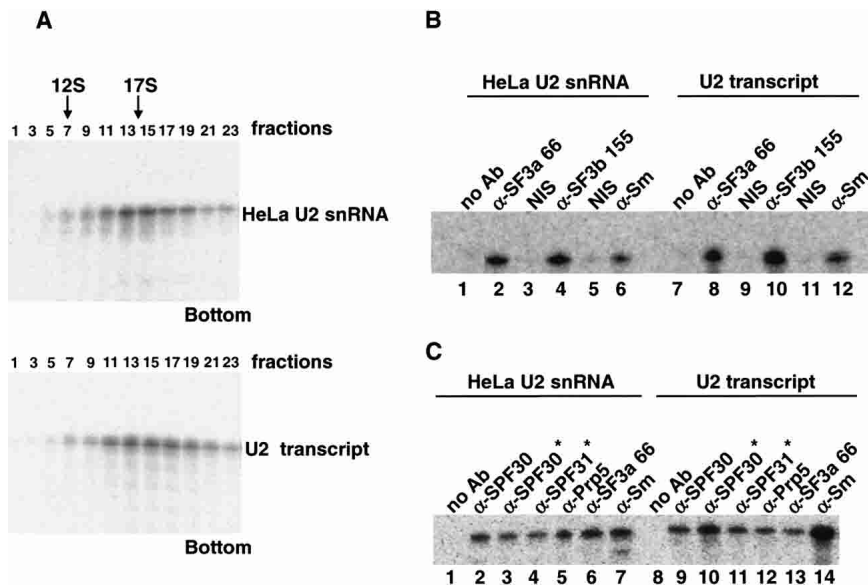 A
12S 17S
1 3 5 7 9 11 13 15 17 19 21 23 fractions
HeLa U2 snRNA
Bottom
1 3 5 7 9 11 13 15 17 19 21 23 fractions
U2 transcript
Bottom
B
HeLa U2 snRNA U2 transcript
no Ab α-SF3a 66 NIS α-SF3b 155 NIS α-Sm no Ab α-SF3a 66 NIS α-SF3b 155 NIS α-Sm
1 2 3 4 5 6 7 8 9 10 11 12
C
HeLa U2 snRNA U2 transcript
* * * *
no Ab α-SPF30 α-SPF30 α-SPF31 α-Prp5 α-SF3a 66 α-Sm no Ab α-SPF30 α-SPF30 α-SPF31 α-Prp5 α-SF3a 66 α-Sm
1 2 3 4 5 6 7 8 9 10 11 12 13 14